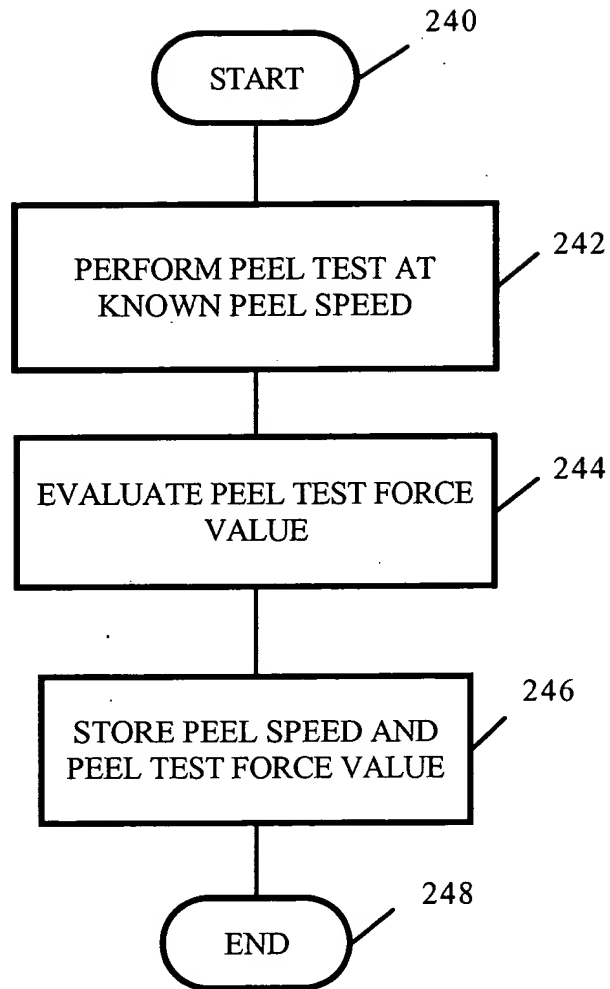 240
START
242
PERFORM PEEL TEST AT
KNOWN PEEL SPEED
244
EVALUATE PEEL TEST FORCE
VALUE
246
STORE PEEL SPEED AND
PEEL TEST FORCE VALUE
248
END